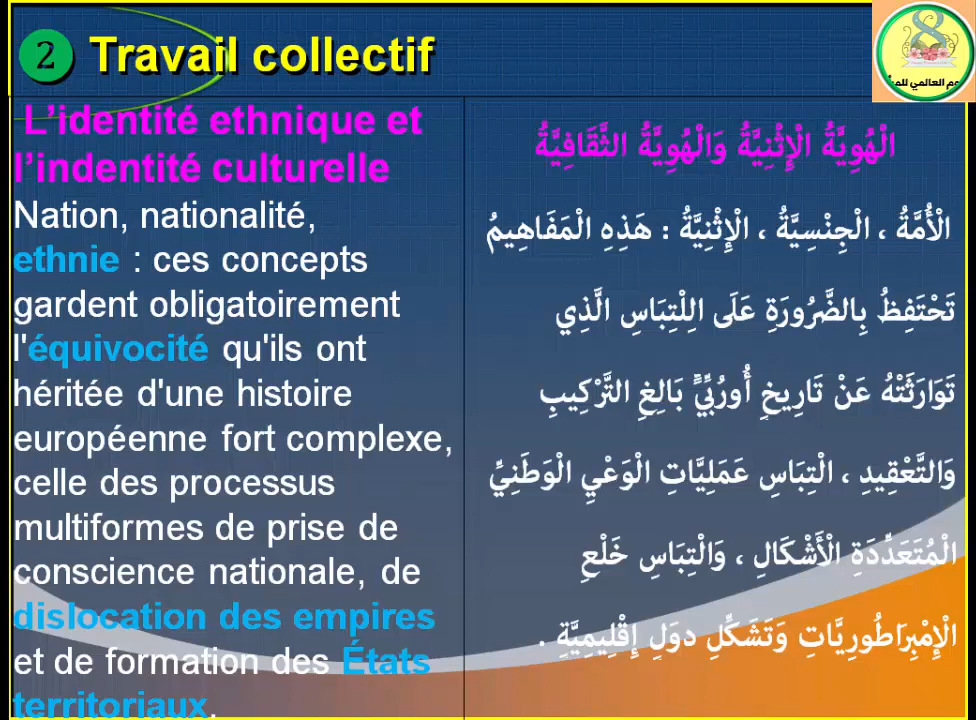 2 Travail collectif
8
L'identité ethnique et
l'indentité culturelle
Nation, nationalité,
ethnie : ces concepts
gardent obligatoirement
l'équivocité qu'ils ont
héritée d'une histoire
européenne fort complexe,
celle des processus
multiformes de prise de
conscience nationale, de
dislocation des empires
et de formation des États
territoriaux.
الْهُوِيَّةُ الْإِثْنِيَّةُ وَالْهُوِيَّةُ الثَّقَافِيَّةُ
الْأُمَّةُ ، الْجِنْسِيَّةُ ، الْإِثْنِيَّةُ : هَذِهِ الْمَفَاهِيمُ
تَحْتَفِظُ بِالضَّرُورَةِ عَلَى اللِلْتِبَاسِ الَّذِي
تَوَارَثَتْهُ عَنْ تَارِيخٍ أُورُبِّيٍّ بَالِغِ التَّرْكِيبِ
وَالتَّعْقِيدِ ، الْتِبَاسِ عَمَلِيَّاتِ الْوَعْيِ الْوَطَنِيِّ
الْمُتَعَدِّدَةِ الْأَشْكَالِ ، وَالْتِبَاسِ خَلْعِ
الْإِمْبِرَاطُورِيَّاتِ وَتَشَكِّلِ دوَلٍ إِقْلِيمِيَّةِ .